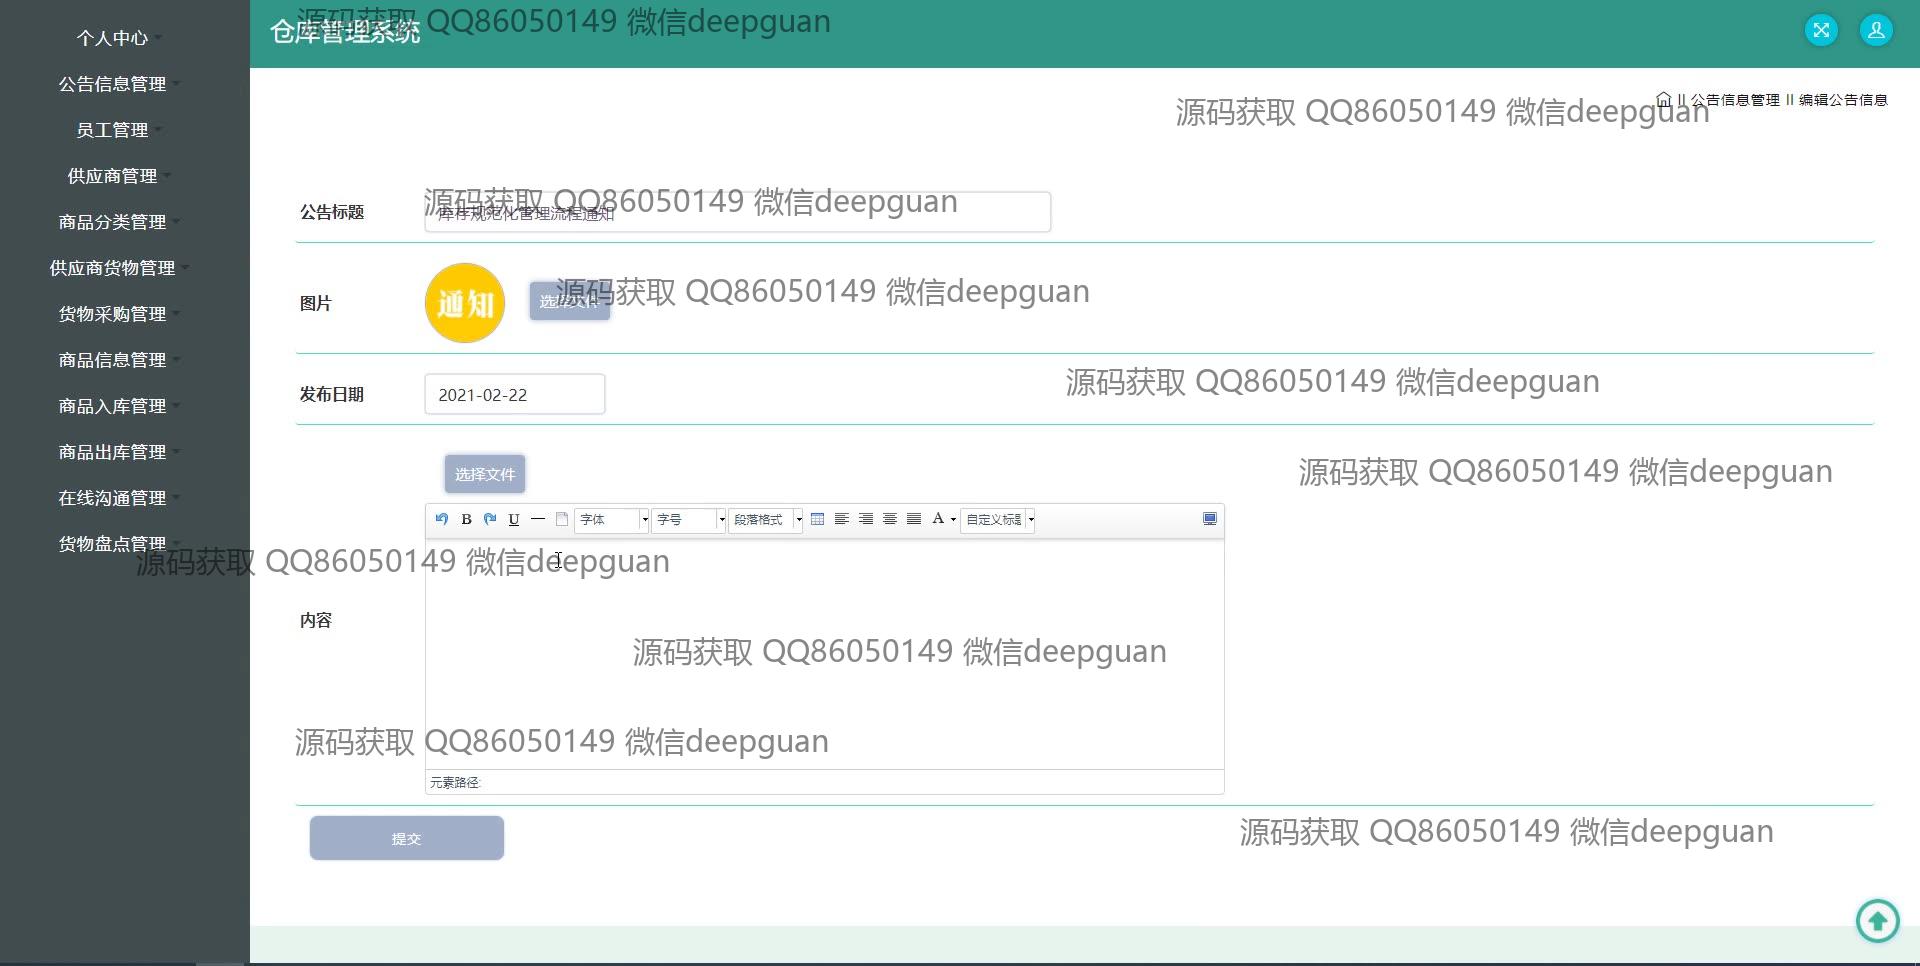 仓库管理系统
源码获取 QQ86050149 微信deepguan
个人中心
公告信息管理
员工管理
供应商管理
商品分类管理
供应商货物管理
货物采购管理
商品信息管理
商品入库管理
商品出库管理
在线沟通管理
货物盘点管理
|| 公告信息管理 || 编辑公告信息
源码获取 QQ86050149 微信deepguan
公告标题
库存规范化管理流程通知
源码获取 QQ86050149 微信deepguan
图片
通知
选择文件
源码获取 QQ86050149 微信deepguan
发布日期
2021-02-22
源码获取 QQ86050149 微信deepguan
选择文件
源码获取 QQ86050149 微信deepguan
B U 字体 字号 段落格式 A 自定义标题
源码获取 QQ86050149 微信deepguan
内容
源码获取 QQ86050149 微信deepguan
源码获取 QQ86050149 微信deepguan
元素路径:
提交
源码获取 QQ86050149 微信deepguan